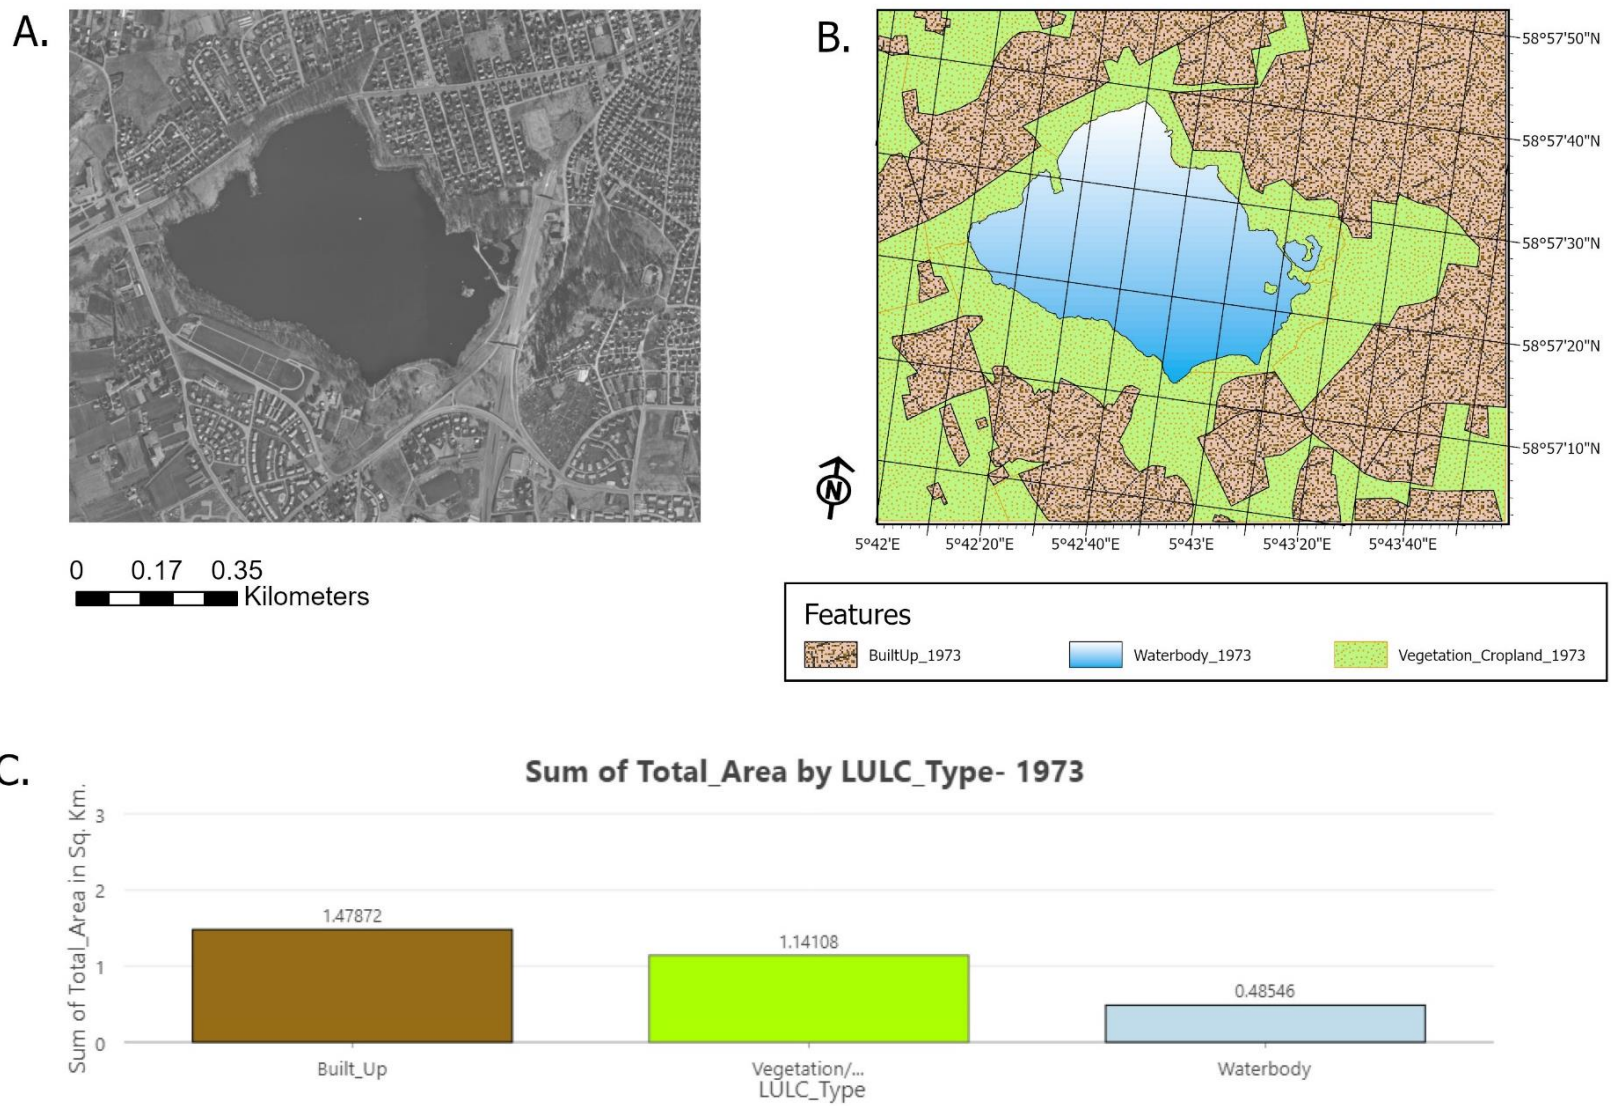 A.
B.
58°57'50"N
58°57'40"N
58°57'30"N
58°57'20"N
58°57'10"N
N
5°42'E
5°42'20"E
5°42'40"E
5°43'E
5°43'20"E
5°43'40"E
0 0.17 0.35
Kilometers
Features
BuiltUp_1973
Waterbody_1973
Vegetation_Cropland_1973
C.
Sum of Total_Area by LULC_Type- 1973
Sum of Total_Area in Sq. Km.
3
2
1
0
1.47872
1.14108
0.48546
Built_Up
Vegetation/...
Waterbody
LULC_Type